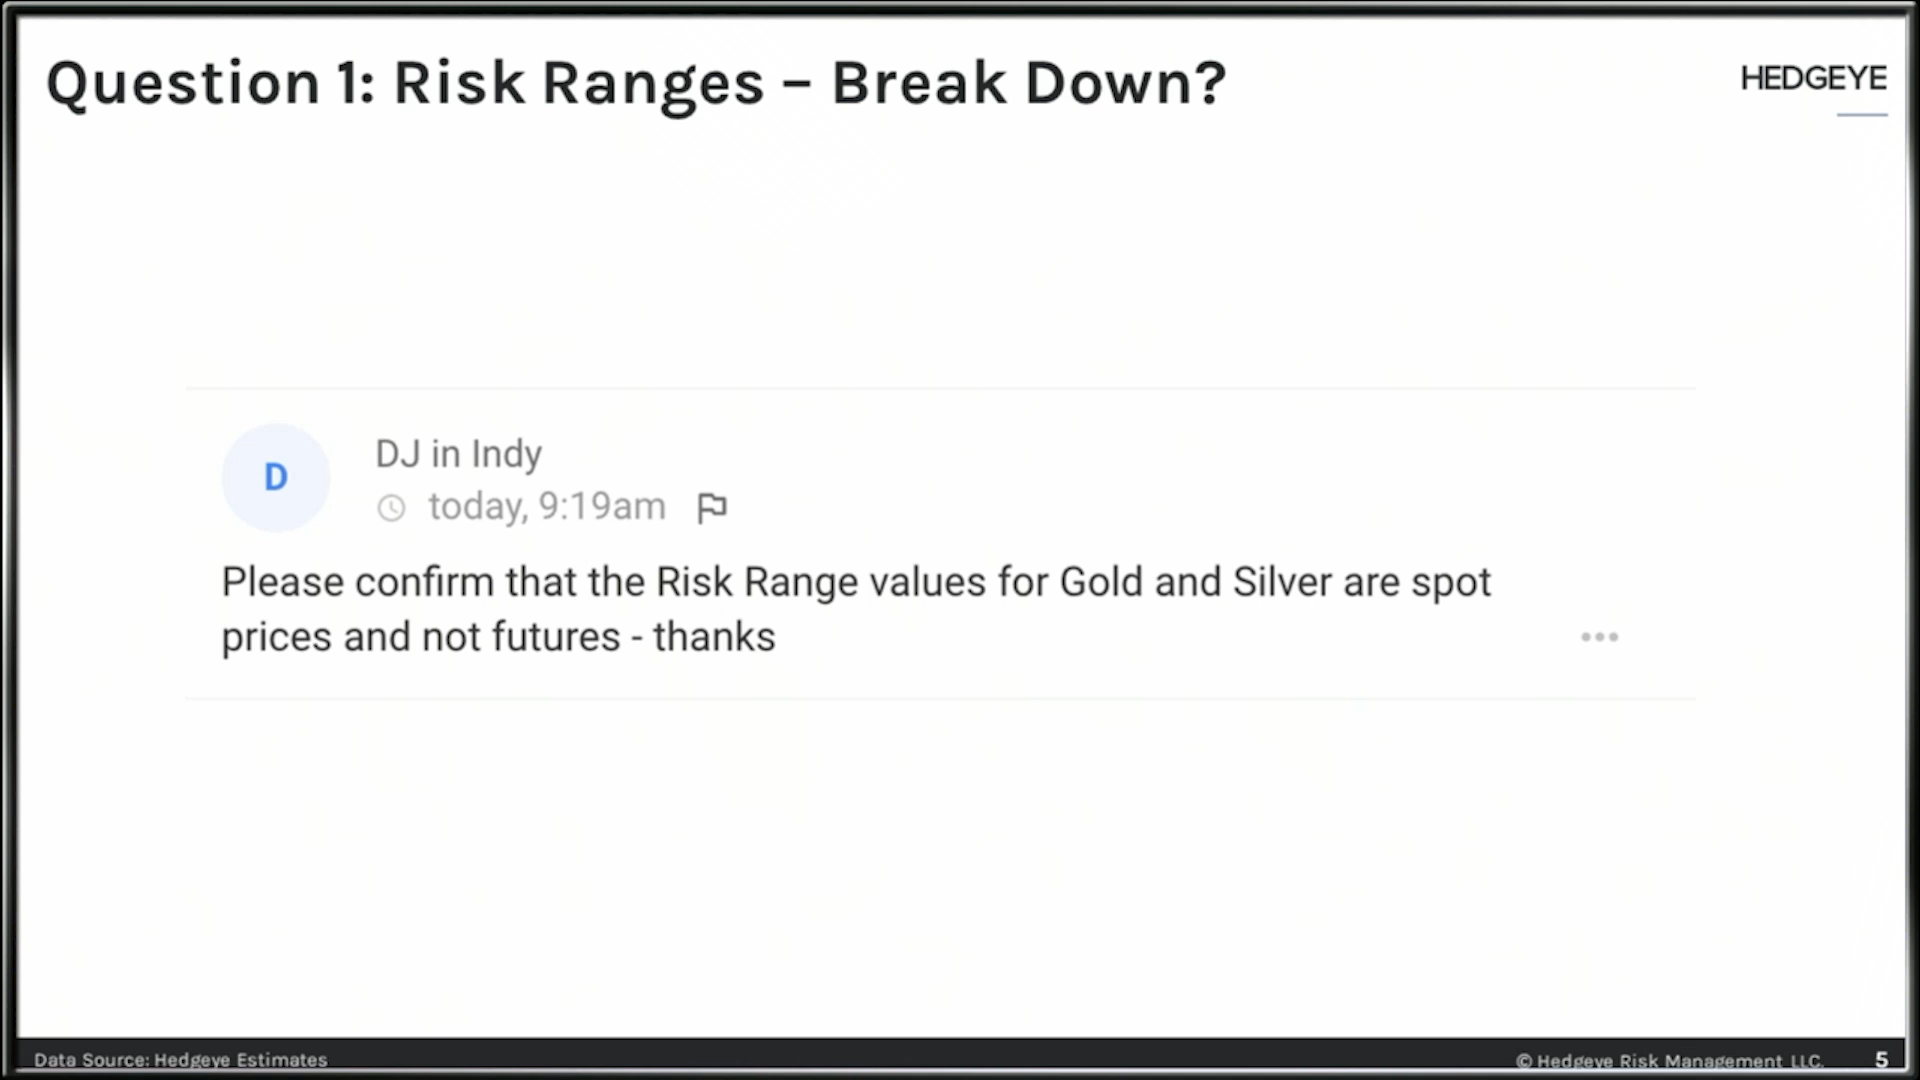 Question 1: Risk Ranges – Break Down?
HEDGEYE
D
DJ in Indy
today, 9:19am
Please confirm that the Risk Range values for Gold and Silver are spot
prices and not futures - thanks
Data Source: Hedgeye Estimates
© Hedgeye Risk Management LLC.
5